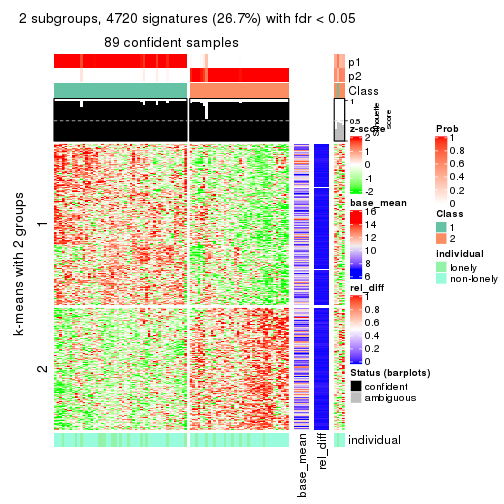 2 subgroups, 4720 signatures (26.7%) with fdr < 0.05
89 confident samples
p1
p2
Class
1
0.5
Silhouette
score
k-means with 2 groups
1
2
individual
base_mean
rel_diff
z-score
2
1
0
-1
-2
base_mean
16
14
12
10
8
6
rel_diff
1
0.8
0.6
0.4
0.2
0
Status (barplots)
confident
ambiguous
Prob
1
0.8
0.6
0.4
0.2
0
Class
1
2
individual
lonely
non-lonely